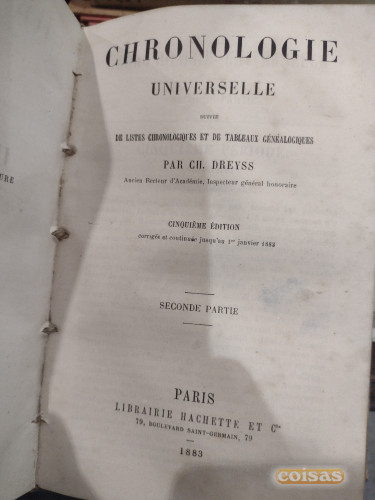 CHRONOLOGIE
UNIVERSELLE
SUIVIE
DE LISTES CHRONOLOGIQUES ET DE TABLEAUX GÉNÉALOGIQUES
PAR CH. DREYSS
Ancien Recteur d'Académie, Inspecteur général honoraire
CINQUIÈME ÉDITION
corrigée et continuée jusqu'au 1er janvier 1883
SECONDE PARTIE
PARIS
LIBRAIRIE HACHETTE ET Cie
79, BOULEVARD SAINT-GERMAIN, 79
1883
URE
coisas